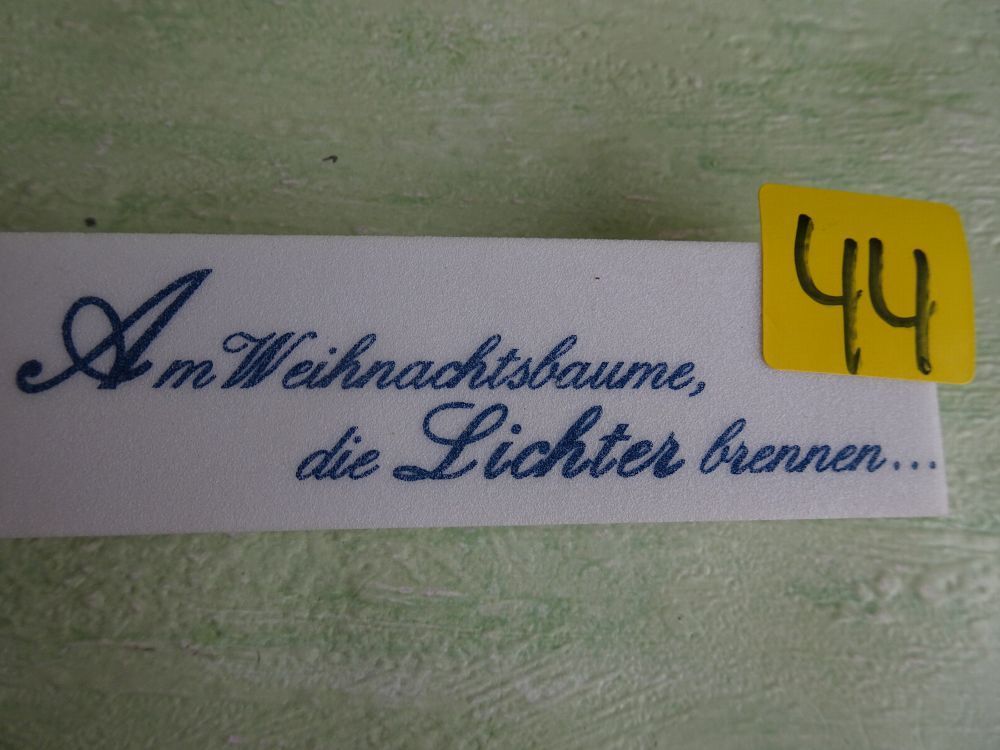 44
Am Weihnachtsbaume,
die Lichter brennen...